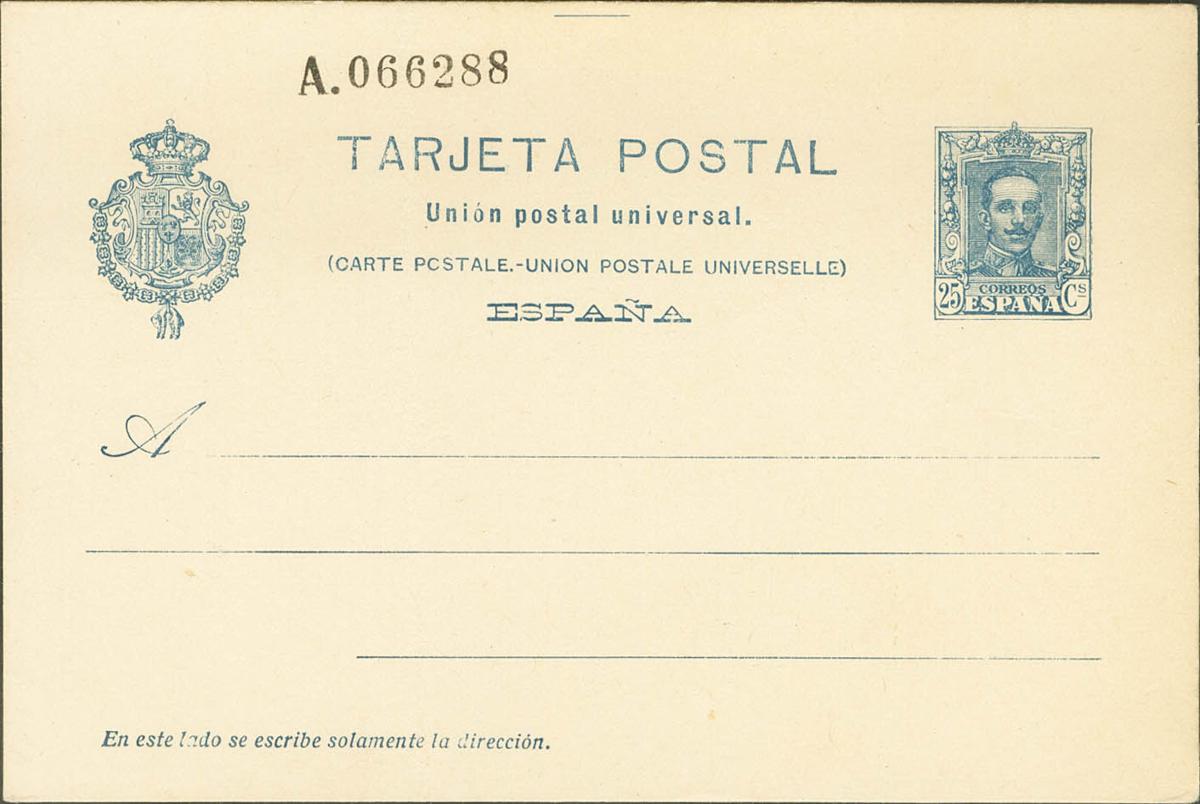 A.066288
TARJETA POSTAL
Unión postal universal.
(CARTE POSTALE.-UNION POSTALE UNIVERSELLE)
ESPAÑA
CORREOS
25 ESPAÑA Cs
A
En este lado se escribe solamente la dirección.